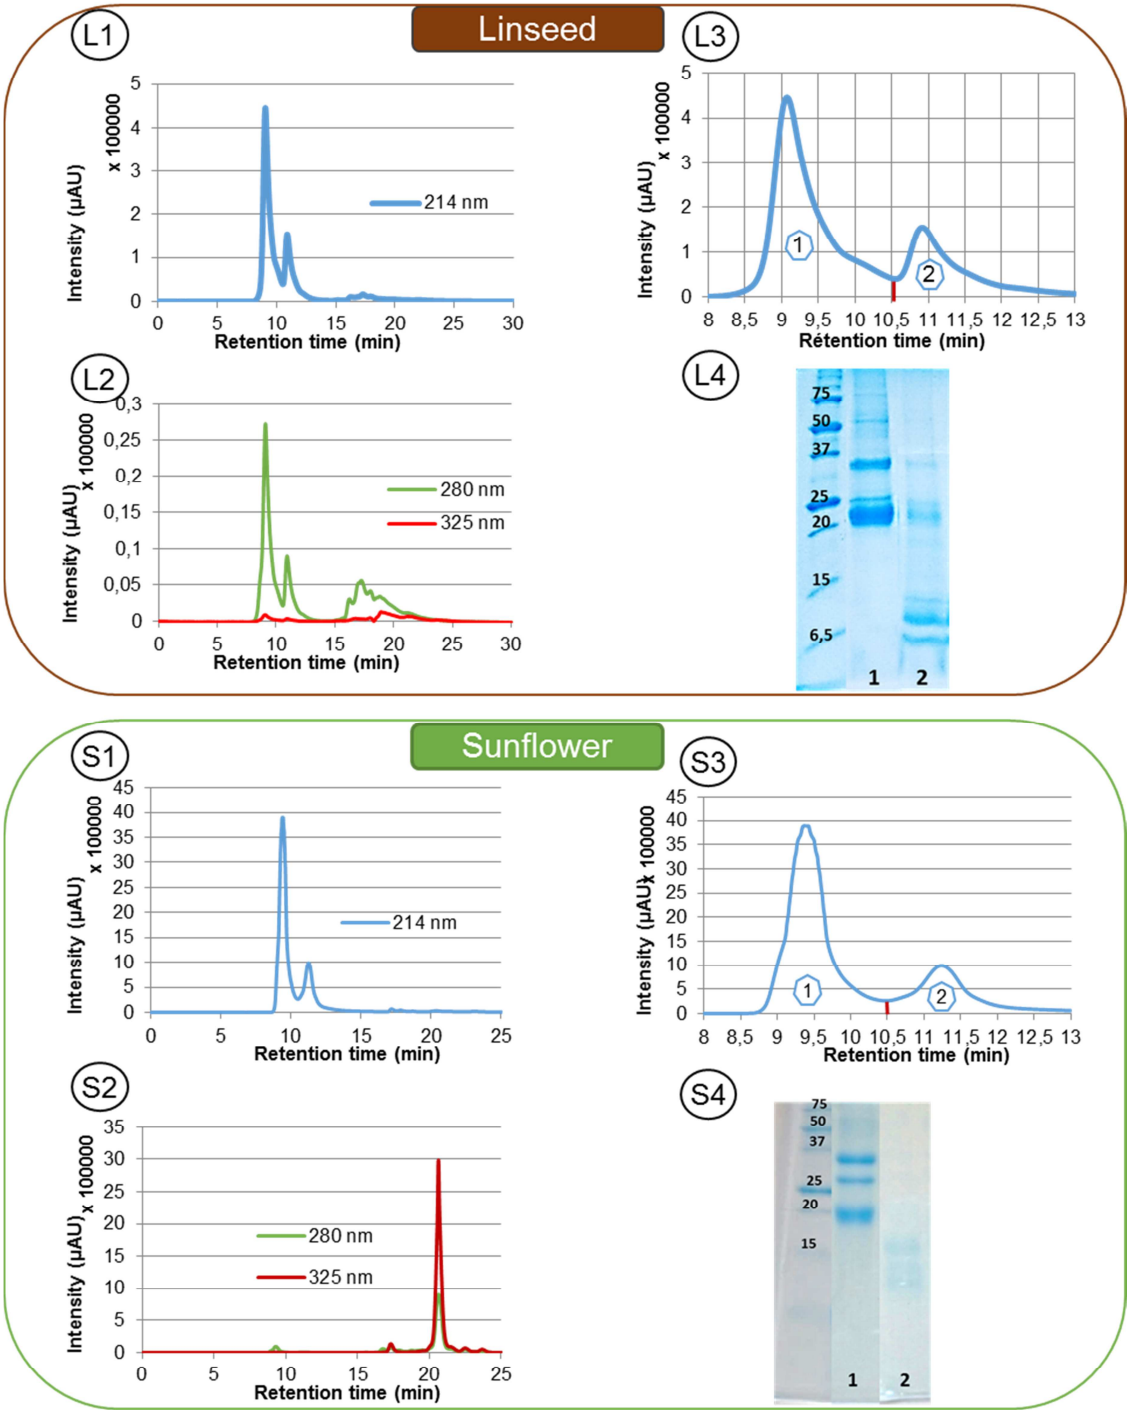 Linseed
L1
5
4
3
2
1
0
x 100000
Intensity (µAU)
214 nm
0 5 10 15 20 25 30
Retention time (min)
L3
5
4
3
2
1
0
x 100000
Intensity (µAU)
1
2
8 8,5 9 9,5 10 10,5 11 11,5 12 12,5 13
Rétention time (min)
L2
0,3
0,25
0,2
0,15
0,1
0,05
0
x 100000
Intensity (µAU)
280 nm
325 nm
0 5 10 15 20 25 30
Retention time (min)
L4
75
50
37
25
20
15
6,5
1 2
Sunflower
S1
45
40
35
30
25
20
15
10
5
0
x 100000
Intensity (µAU)
214 nm
0 5 10 15 20 25
Retention time (min)
S3
45
40
35
30
25
20
15
10
5
0
x 100000
Intensity (µAU)
1
2
8 8,5 9 9,5 10 10,5 11 11,5 12 12,5 13
Retention time (min)
S2
35
30
25
20
15
10
5
0
x 100000
Intensity (µAU)
280 nm
325 nm
0 5 10 15 20 25
Retention time (min)
S4
75
50
37
25
20
15
1 2